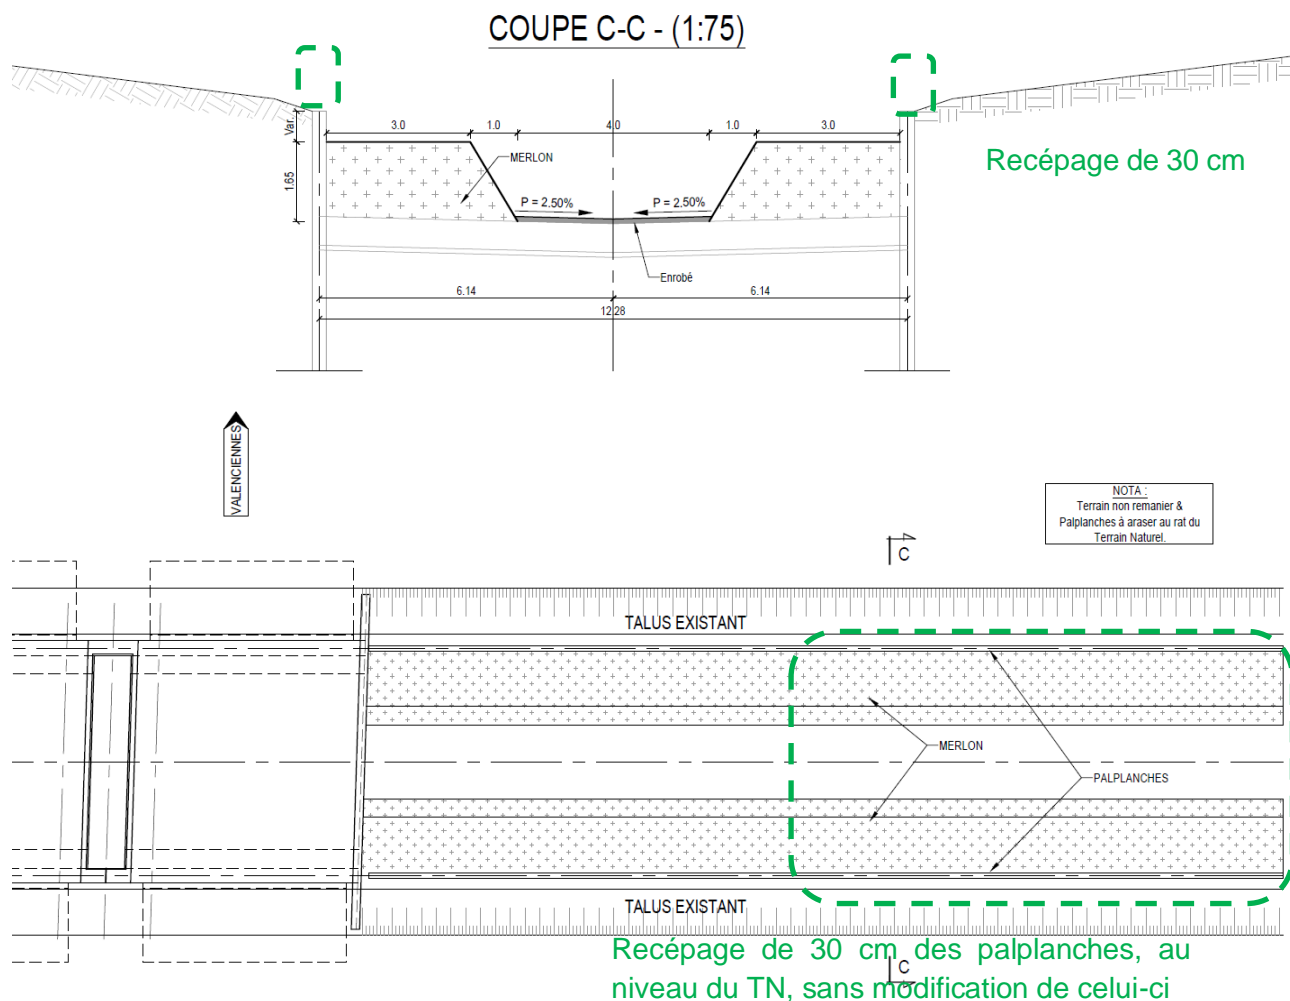 COUPE C-C - (1:75)
Var.
3.0
1.0
4.0
1.0
3.0
Recépage de 30 cm
MERLON
1.65
P = 2.50%
P = 2.50%
Enrobé
6.14
6.14
12.28
VALENCIENNES
NOTA :
Terrain non remanier &
Palplanches à araser au rat du
Terrain Naturel.
C
TALUS EXISTANT
MERLON
PALPLANCHES
TALUS EXISTANT
Recépage de 30 cm des palplanches, au
C
niveau du TN, sans modification de celui-ci